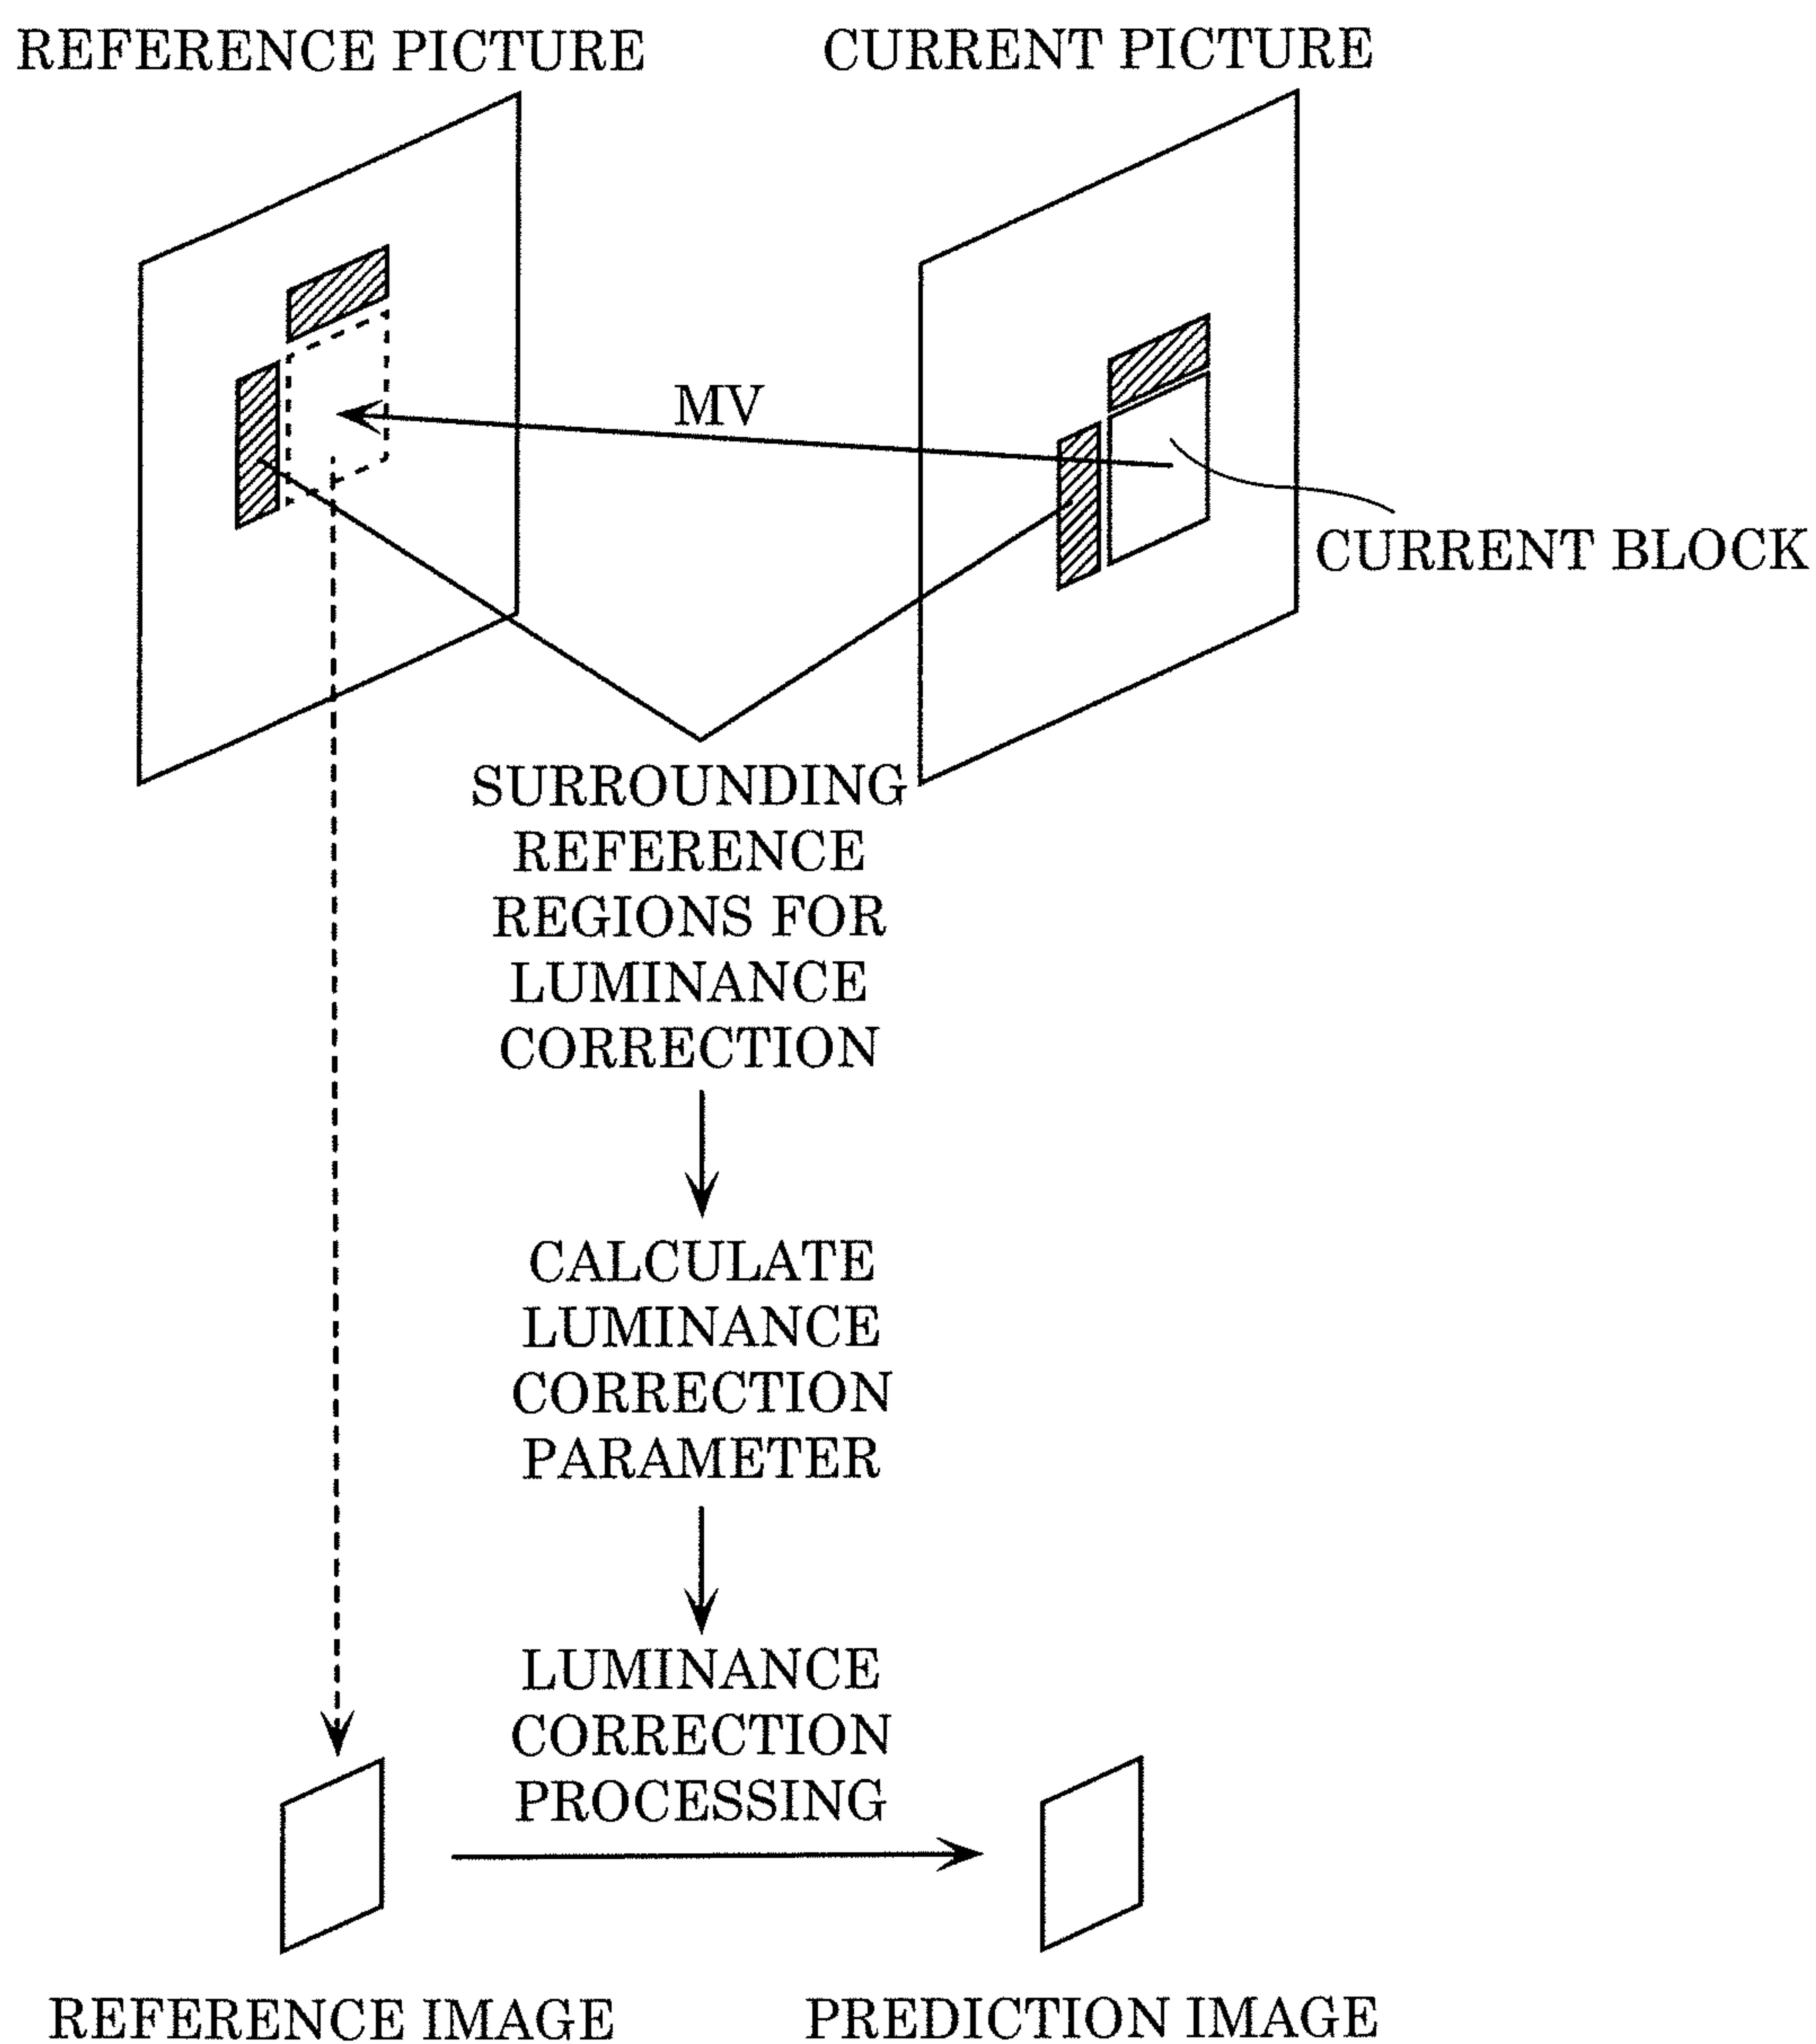 REFERENCE PICTURE
CURRENT PICTURE
MV
CURRENT BLOCK
SURROUNDING
REFERENCE
REGIONS FOR
LUMINANCE
CORRECTION
CALCULATE
LUMINANCE
CORRECTION
PARAMETER
LUMINANCE
CORRECTION
PROCESSING
REFERENCE IMAGE
PREDICTION IMAGE